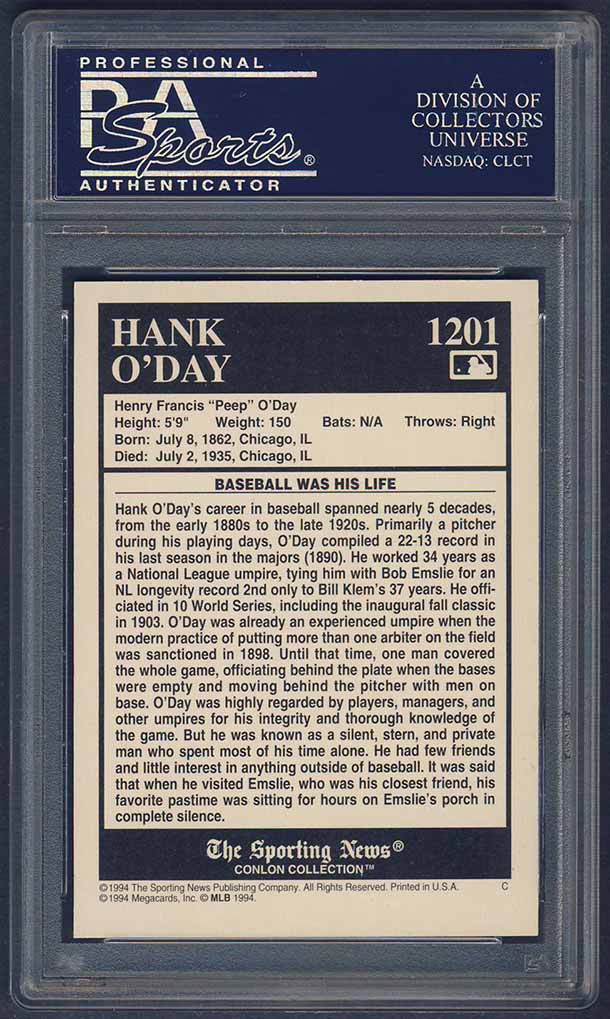 PROFESSIONAL
PSA
Sports®
AUTHENTICATOR
A
DIVISION OF
COLLECTORS
UNIVERSE
NASDAQ: CLCT
HANK
O'DAY
1201
Henry Francis "Peep" O'Day
Height: 5'9" Weight: 150 Bats: N/A Throws: Right
Born: July 8, 1862, Chicago, IL
Died: July 2, 1935, Chicago, IL
BASEBALL WAS HIS LIFE
Hank O'Day's career in baseball spanned nearly 5 decades,
from the early 1880s to the late 1920s. Primarily a pitcher
during his playing days, O'Day compiled a 22-13 record in
his last season in the majors (1890). He worked 34 years as
a National League umpire, tying him with Bob Emslie for an
NL longevity record 2nd only to Bill Klem's 37 years. He offi-
ciated in 10 World Series, including the inaugural fall classic
in 1903. O'Day was already an experienced umpire when the
modern practice of putting more than one arbiter on the field
was sanctioned in 1898. Until that time, one man covered
the whole game, officiating behind the plate when the bases
were empty and moving behind the pitcher with men on
base. O'Day was highly regarded by players, managers, and
other umpires for his integrity and thorough knowledge of
the game. But he was known as a silent, stern, and private
man who spent most of his time alone. He had few friends
and little interest in anything outside of baseball. It was said
that when he visited Emslie, who was his closest friend, his
favorite pastime was sitting for hours on Emslie's porch in
complete silence.
The Sporting News®
CONLON COLLECTION™
©1994 The Sporting News Publishing Company. All Rights Reserved. Printed in U.S.A. C
©1994 Megacards, Inc. © MLB 1994.